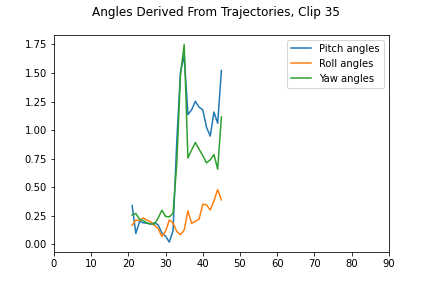 Angles Derived From Trajectories, Clip 35
Pitch angles
Roll angles
Yaw angles
1.75
1.50
1.25
1.00
0.75
0.50
0.25
0.00
0 10 20 30 40 50 60 70 80 90